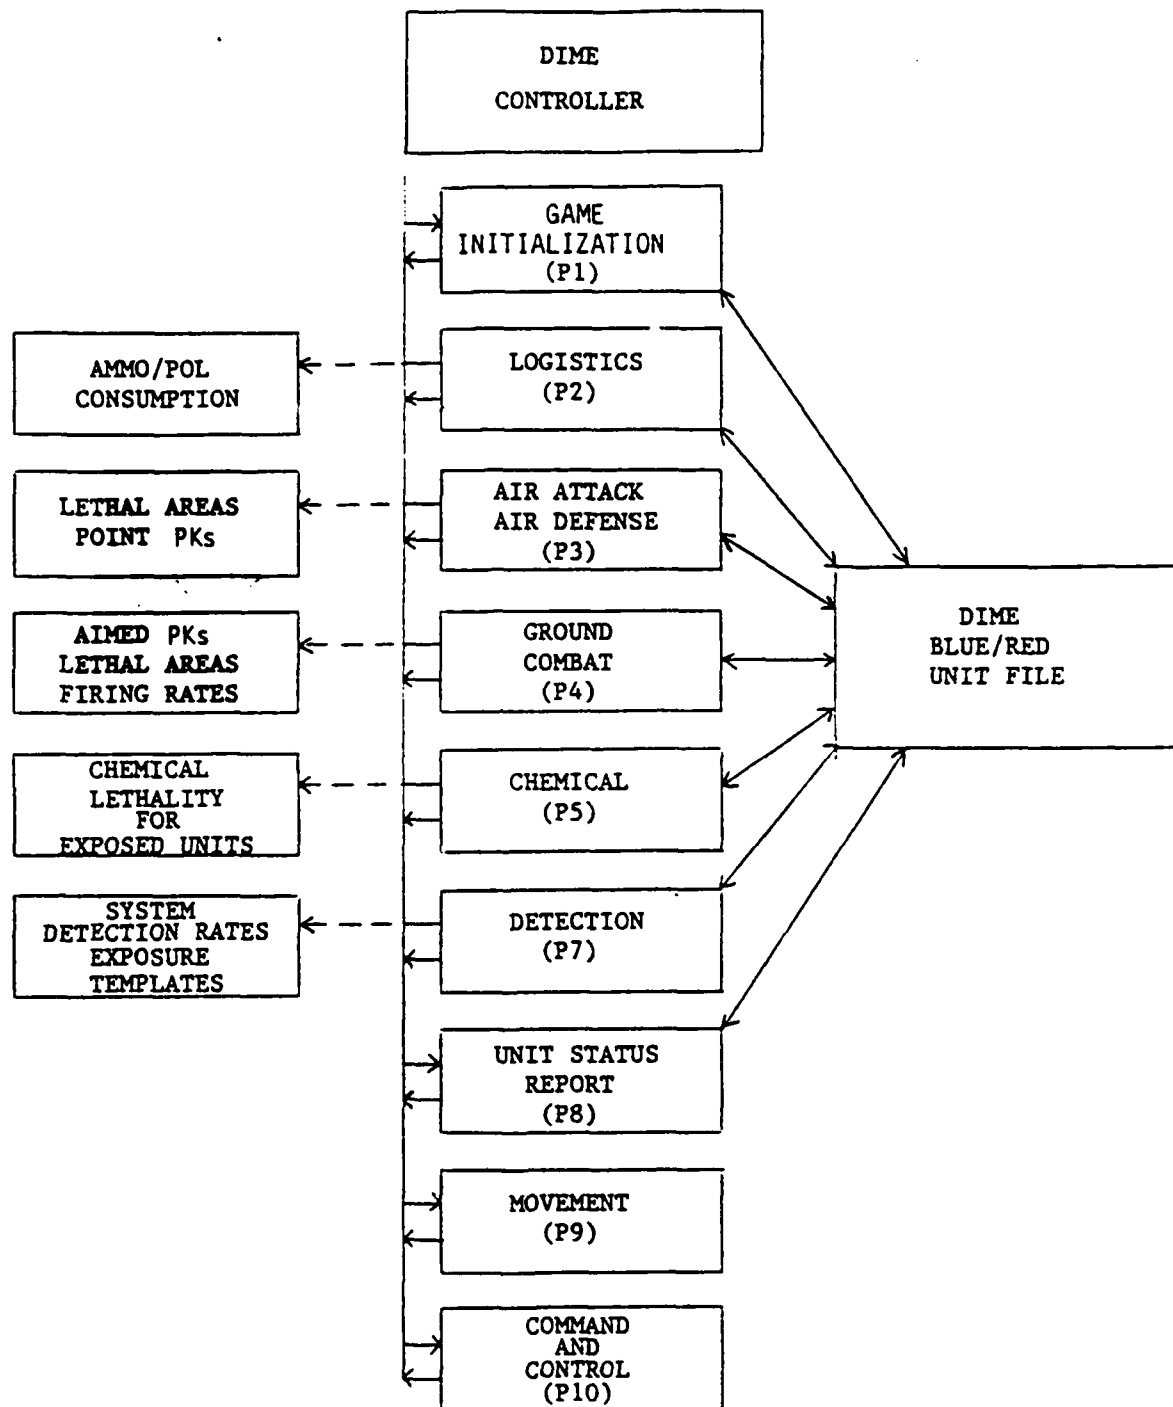 DIME
CONTROLLER
GAME
INITIALIZATION
(P1)
AMMO/POL
CONSUMPTION
LOGISTICS
(P2)
LETHAL AREAS
POINT PKs
AIR ATTACK
AIR DEFENSE
(P3)
AIMED PKs
LETHAL AREAS
FIRING RATES
GROUND
COMBAT
(P4)
DIME
BLUE/RED
UNIT FILE
CHEMICAL
LETHALITY
FOR
EXPOSED UNITS
CHEMICAL
(P5)
SYSTEM
DETECTION RATES
EXPOSURE
TEMPLATES
DETECTION
(P7)
UNIT STATUS
REPORT
(P8)
MOVEMENT
(P9)
COMMAND
AND
CONTROL
(P10)